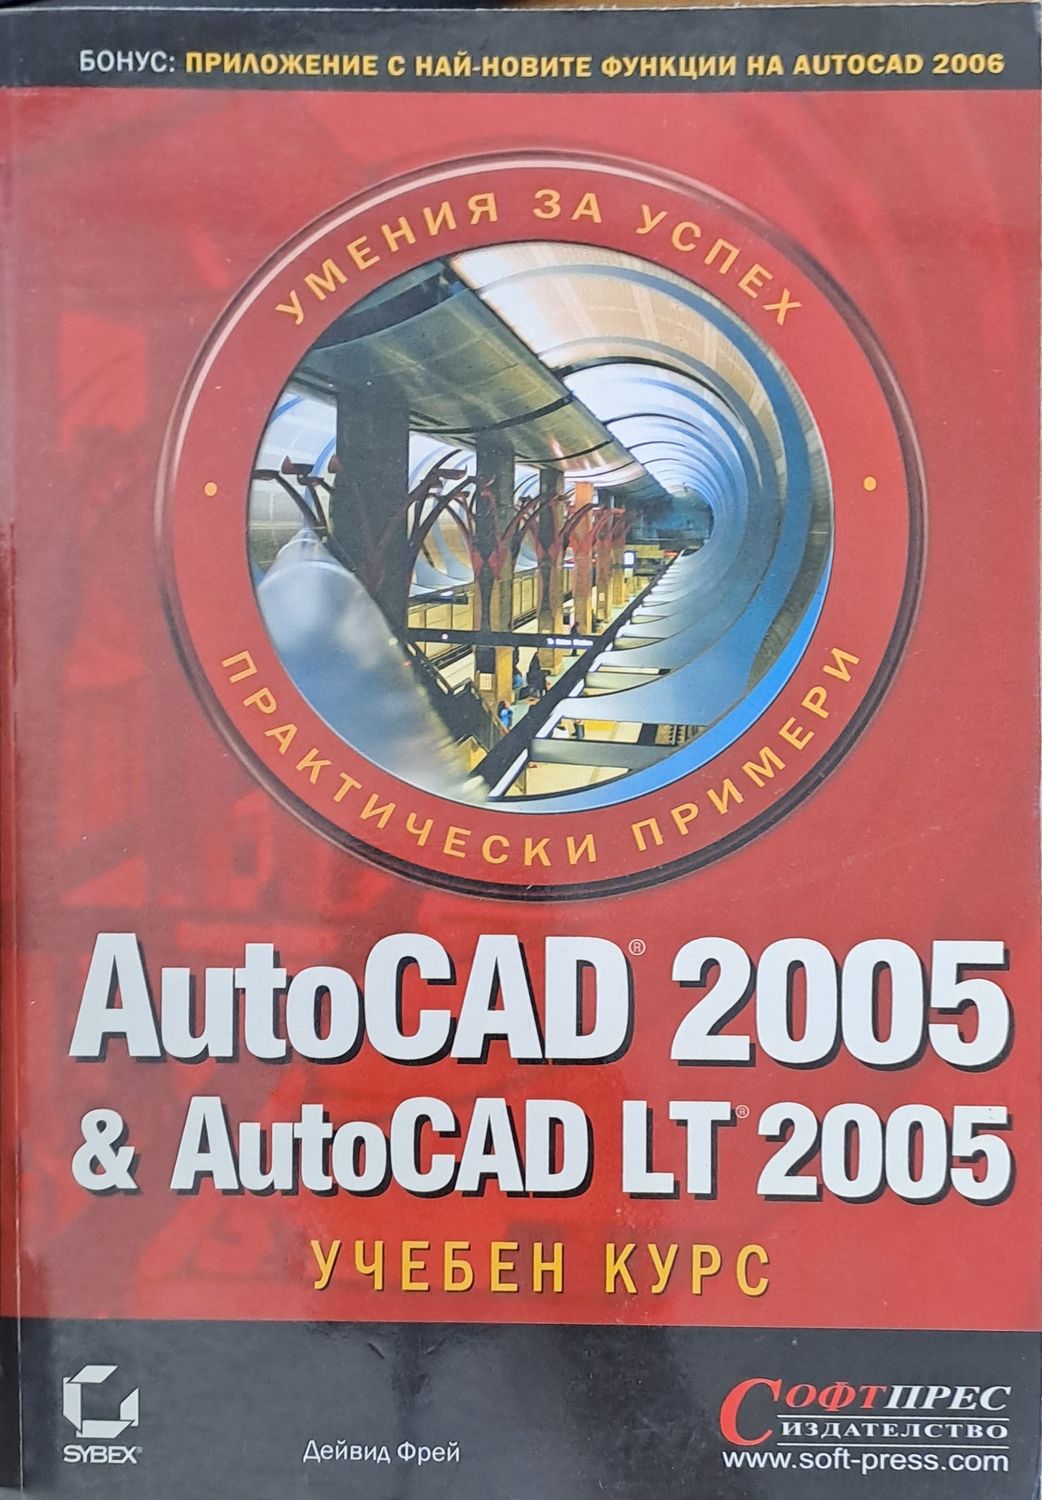 БОНУС: ПРИЛОЖЕНИЕ С НАЙ-НОВИТЕ ФУНКЦИИ НА AUTOCAD 2006
УМЕНИЯ ЗА УСПЕХ
ПРАКТИЧЕСКИ ПРИМЕРИ
AutoCAD® 2005
& AutoCAD LT® 2005
УЧЕБЕН КУРС
SYBEX®
Дейвид Фрей
СОФТПРЕС
ИЗДАТЕЛСТВО
www.soft-press.com